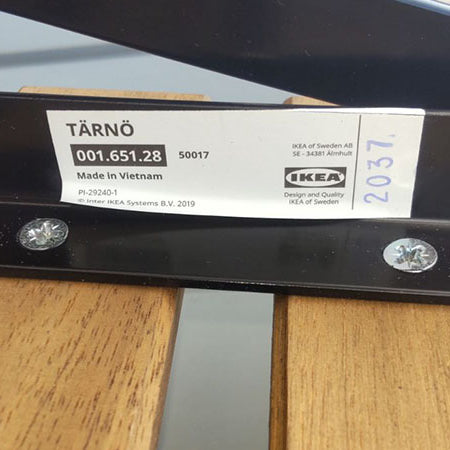 TÄRNÖ
001.651.28 50017
Made in Vietnam
PI-29240-1
© Inter IKEA Systems B.V. 2019
IKEA of Sweden AB
SE - 34381 Älmhult
IKEA
Design and Quality
IKEA of Sweden
2037